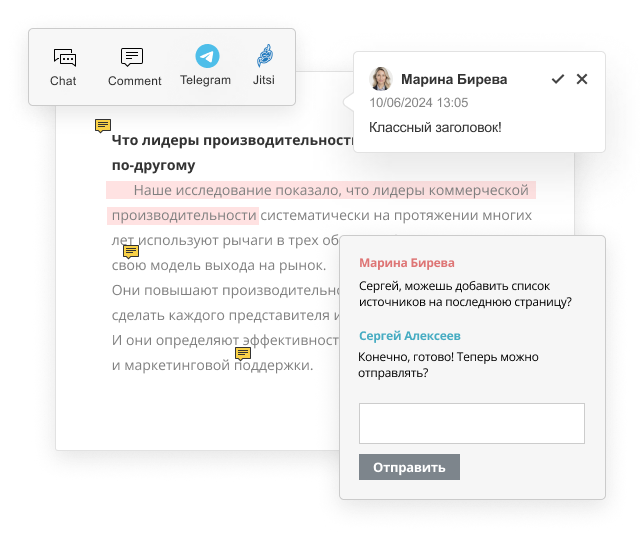 Chat
Comment
Telegram
Jitsi
Марина Бирева
10/06/2024 13:05
Классный заголовок!
Что лидеры производительност
по-другому
Наше исследование показало, что лидеры коммерческой
производительности систематически на протяжении многих
лет используют рычаги в трех об
свою модель выхода на рынок.
Они повышают производительно
сделать каждого представителя и
И они определяют эффективност
и маркетинговой поддержки.
Марина Бирева
Сергей, можешь добавить список
источников на последнюю страницу?
Сергей Алексеев
Конечно, готово! Теперь можно
отправлять?
Отправить